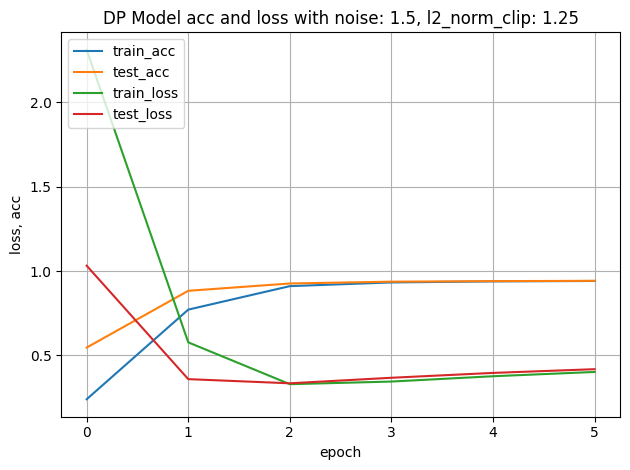 DP Model acc and loss with noise: 1.5, l2_norm_clip: 1.25
train_acc
test_acc
train_loss
test_loss
2.0
1.5
1.0
0.5
loss, acc
0 1 2 3 4 5
epoch